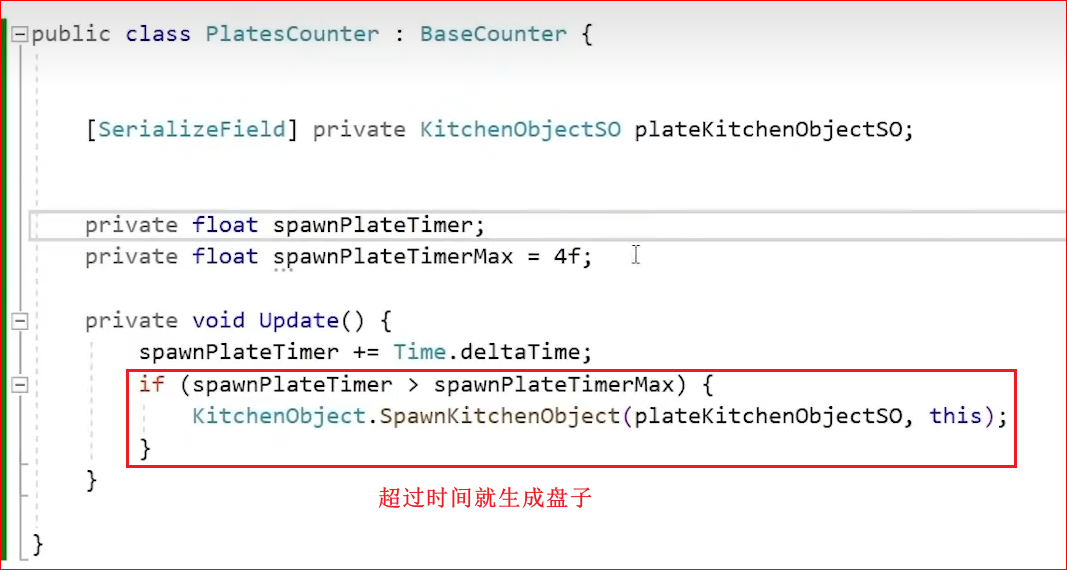 public class PlatesCounter : BaseCounter {
[SerializeField] private KitchenObjectSO plateKitchenObjectSO;
private float spawnPlateTimer;
private float spawnPlateTimerMax = 4f;
private void Update() {
spawnPlateTimer += Time.deltaTime;
if (spawnPlateTimer > spawnPlateTimerMax) {
KitchenObject.SpawnKitchenObject(plateKitchenObjectSO, this);
}
}
超过时间就生成盘子
}